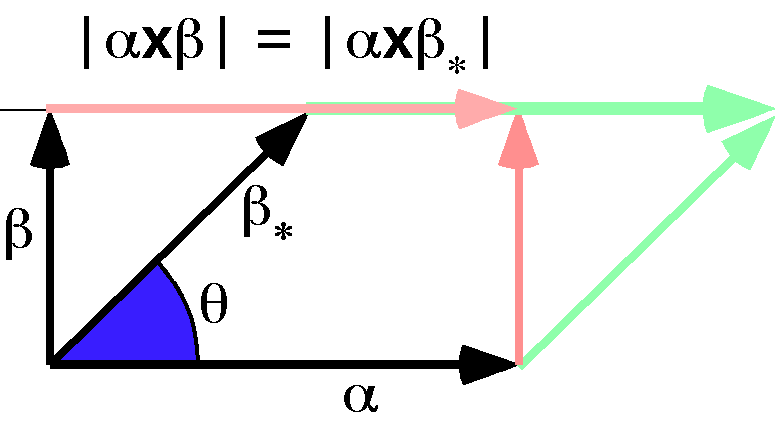 |αxβ| = |αxβ*|
β
β*
θ
α